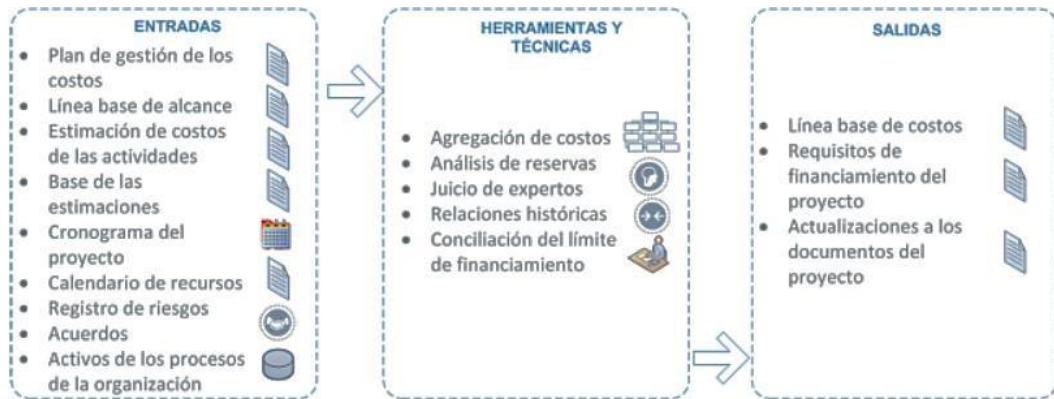 ENTRADAS
• Plan de gestión de los
costos
• Línea base de alcance
• Estimación de costos
de las actividades
• Base de las
estimaciones
• Cronograma del
proyecto
• Calendario de recursos
• Registro de riesgos
• Acuerdos
• Activos de los procesos
de la organización
HERRAMIENTAS Y
TÉCNICAS
• Agregación de costos
• Análisis de reservas
• Juicio de expertos
• Relaciones históricas
• Conciliación del límite
de financiamiento
SALIDAS
• Línea base de costos
• Requisitos de
financiamiento del
proyecto
• Actualizaciones a los
documentos del
proyecto